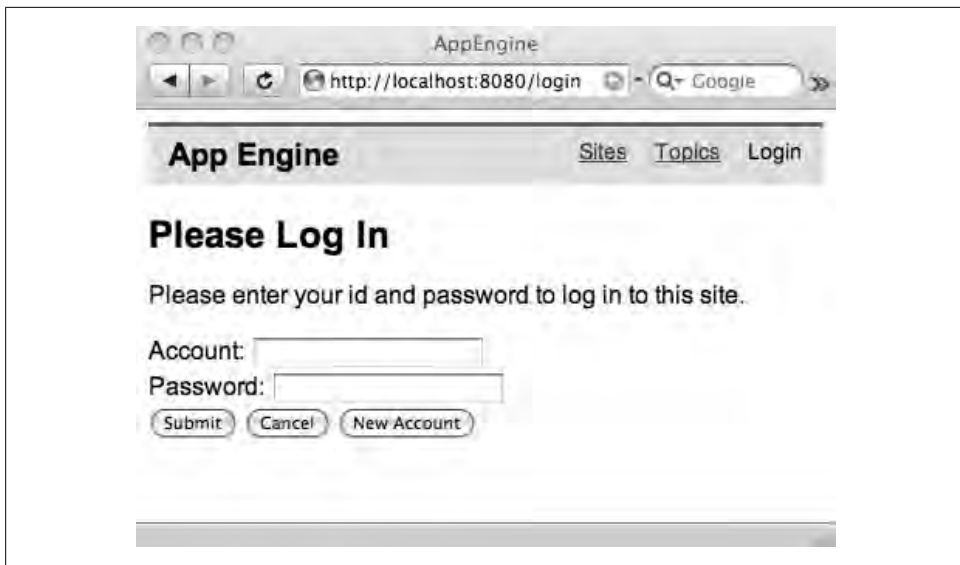 AppEngine
http://localhost:8080/login Google
App Engine Sites Topics Login
Please Log In
Please enter your id and password to log in to this site.
Account:
Password:
Submit Cancel New Account